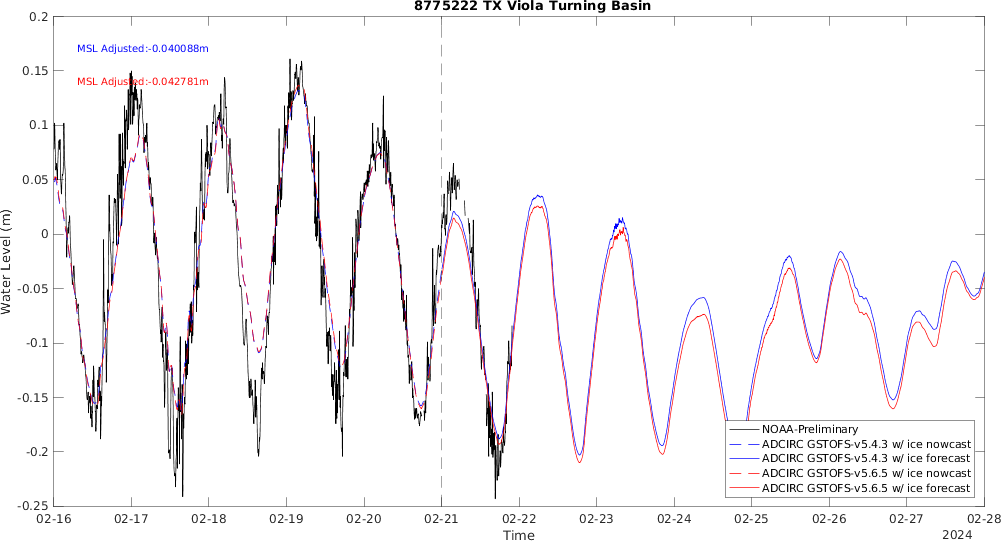 8775222 TX Viola Turning Basin
MSL Adjusted:-0.040088m
MSL Adjusted:-0.042781m
Water Level (m)
0.2
0.15
0.1
0.05
0
-0.05
-0.1
-0.15
-0.2
-0.25
NOAA-Preliminary
ADCIRC GSTOFS-v5.4.3 w/ ice nowcast
ADCIRC GSTOFS-v5.4.3 w/ ice forecast
ADCIRC GSTOFS-v5.6.5 w/ ice nowcast
ADCIRC GSTOFS-v5.6.5 w/ ice forecast
02-16 02-17 02-18 02-19 02-20 02-21 02-22 02-23 02-24 02-25 02-26 02-27 02-28
Time
2024